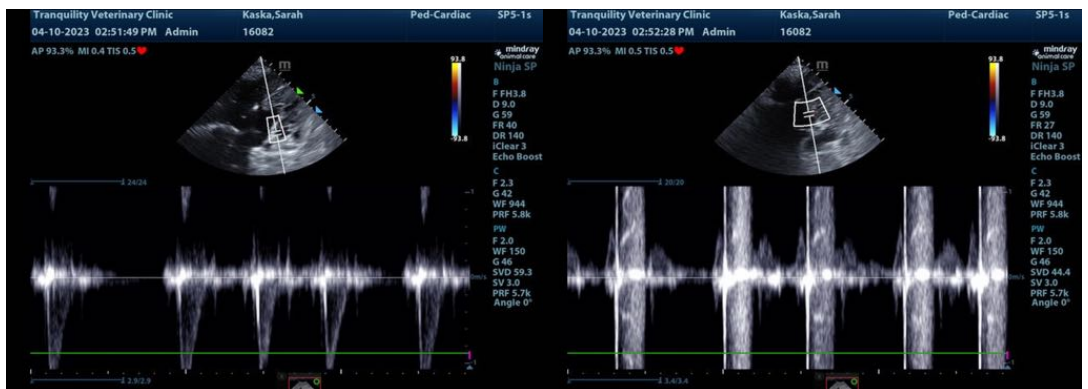 Tranquility Veterinary Clinic Kaska,Sarah Ped-Cardiac SP5-1s
04-10-2023 02:51:49 PM Admin 16082
AP 93.3% MI 0.4 TIS 0.5
m
93.8
-93.8
mindray
animal care
Ninja SP
B
F FH3.8
D 9.0
G 59
FR 40
DR 140
iClear 3
Echo Boost
C
F 2.3
G 42
WF 944
PRF 5.8k
PW
F 2.0
WF 150
G 46
SVD 59.3
SV 3.0
PRF 5.7k
Angle 0°
24/24
2.9/2.9
Tranquility Veterinary Clinic Kaska,Sarah Ped-Cardiac SP5-1s
04-10-2023 02:52:28 PM Admin 16082
AP 93.3% MI 0.5 TIS 0.5
m
93.8
-93.8
mindray
animal care
Ninja SP
B
F FH3.8
D 9.0
G 59
FR 27
DR 140
iClear 3
Echo Boost
C
F 2.3
G 42
WF 944
PRF 5.8k
PW
F 2.0
WF 150
G 46
SVD 44.4
SV 3.0
PRF 5.7k
Angle 0°
20/20
3.4/3.4